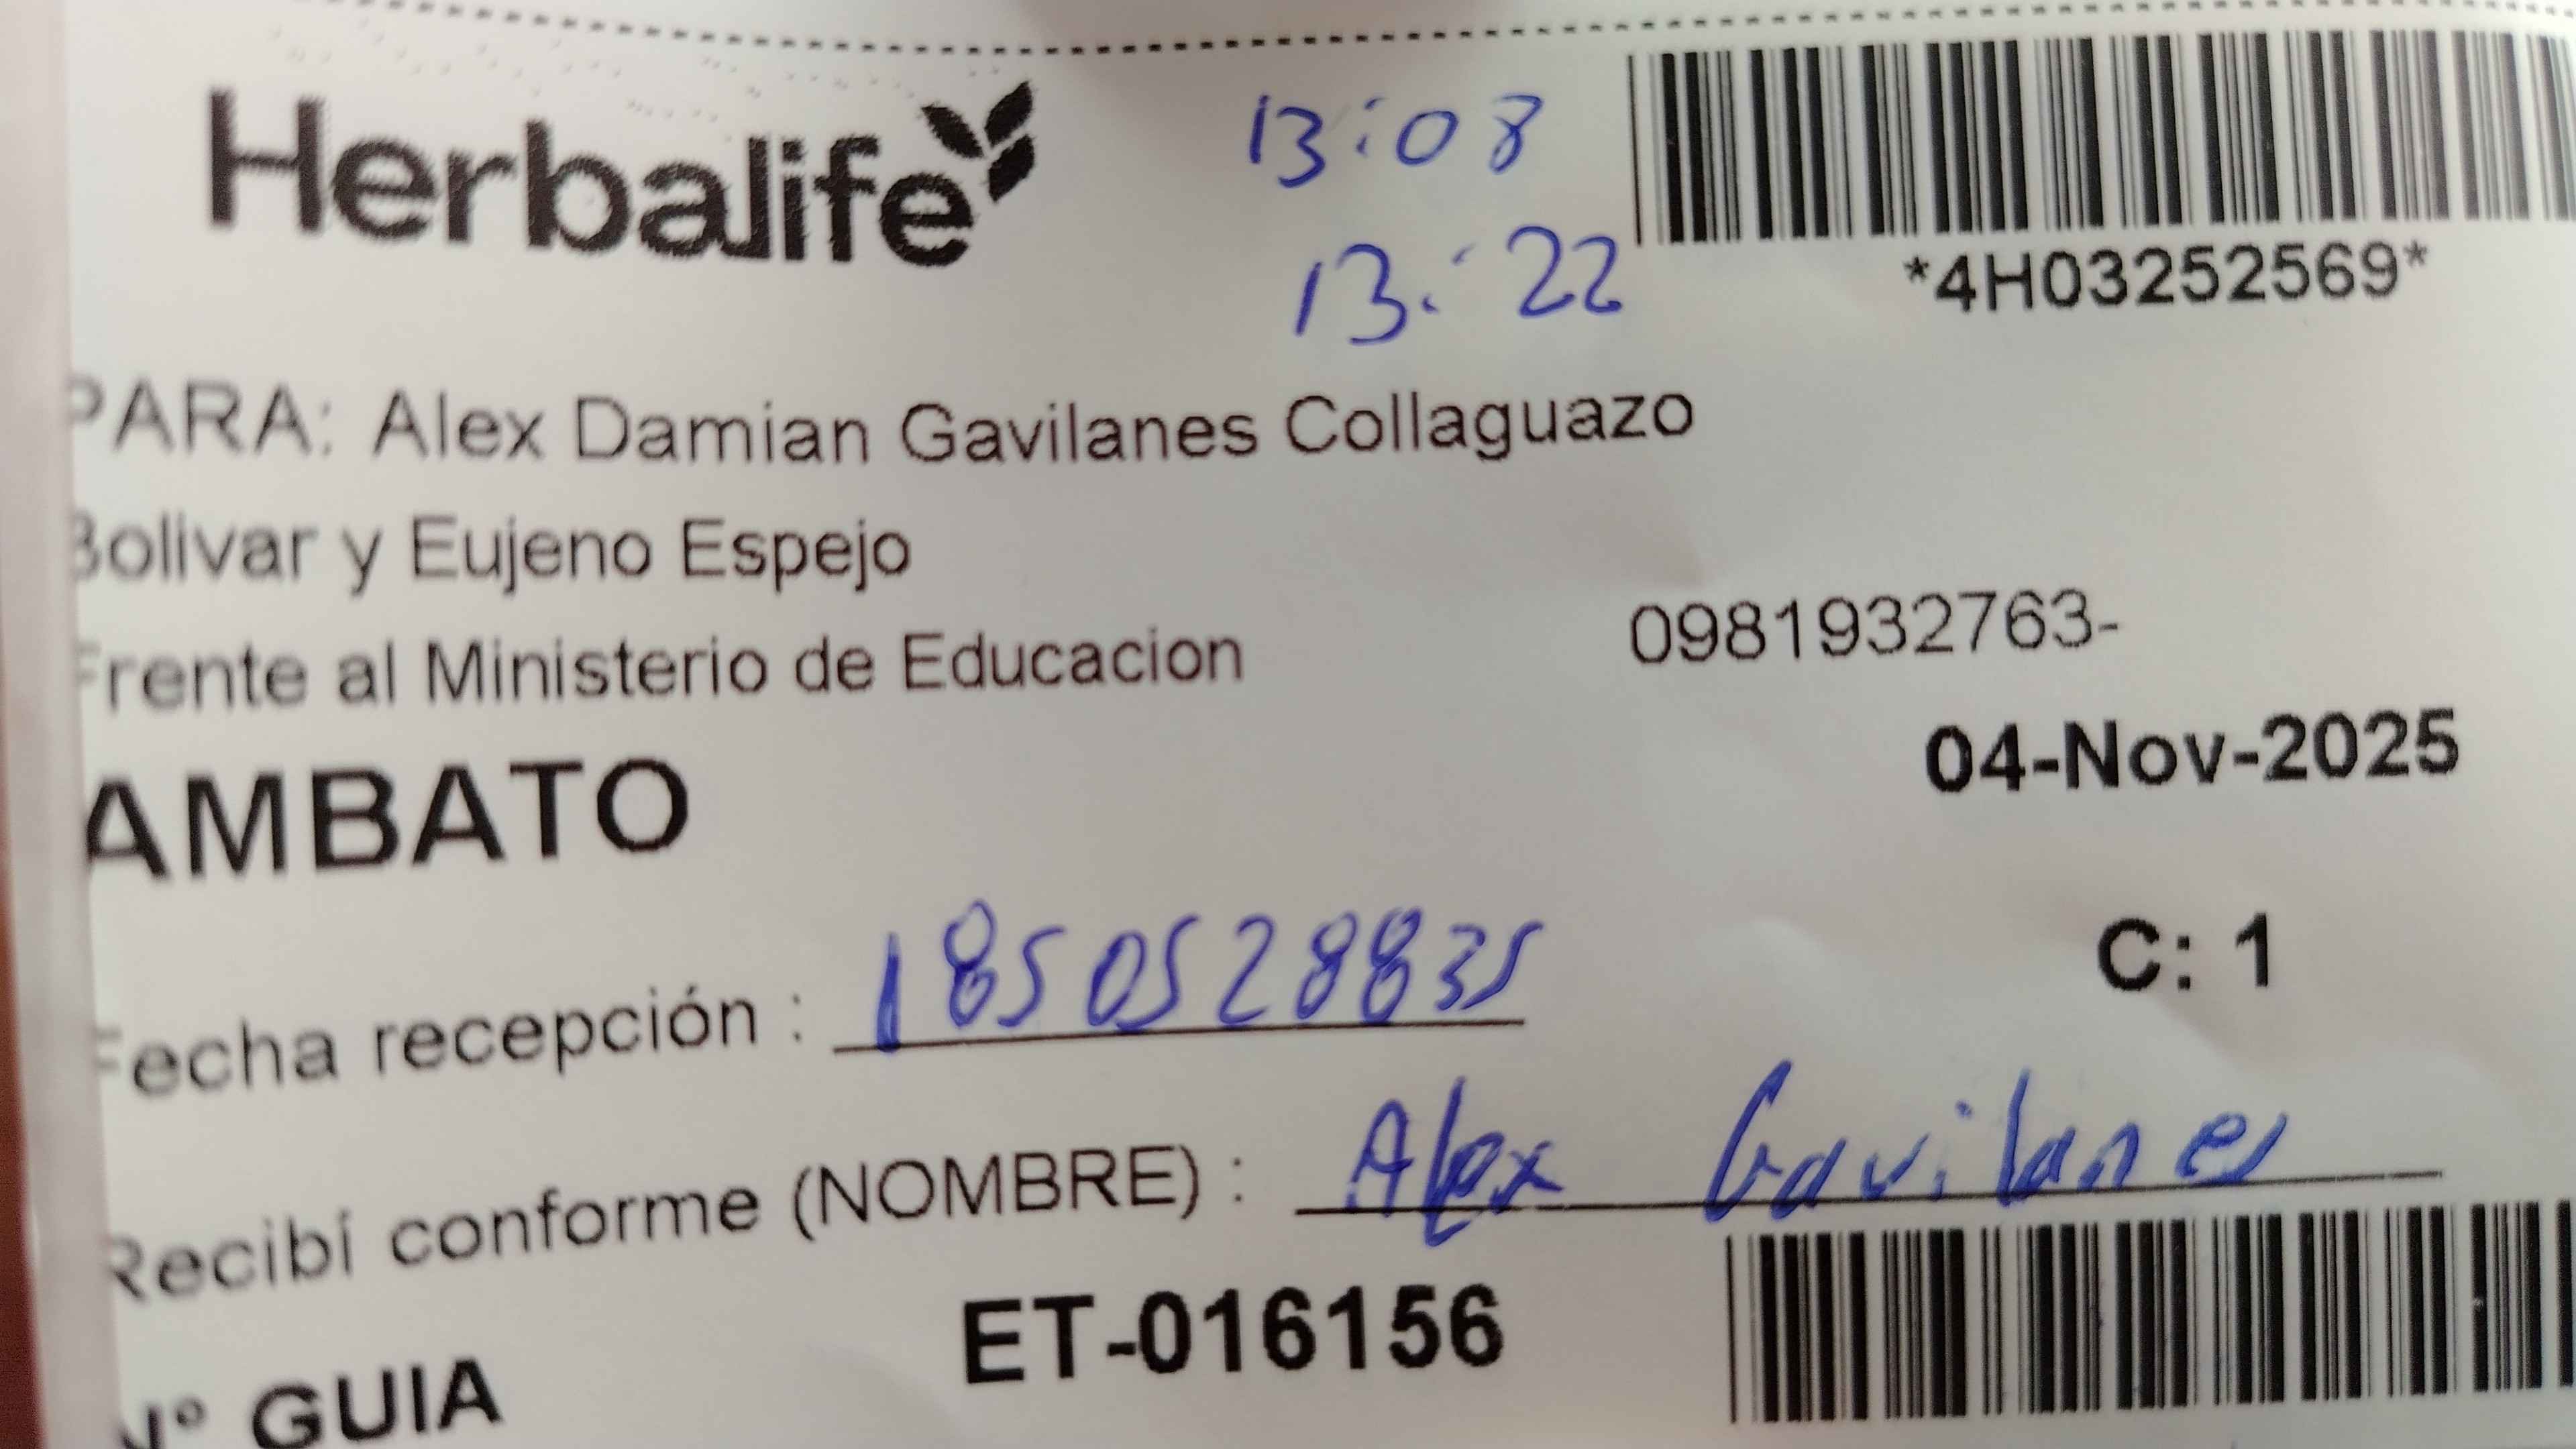 Herbalife
13:08
13:22
*4H03252569*
PARA: Alex Damian Gavilanes Collaguazo
Bolivar y Eujeno Espejo
Frente al Ministerio de Educacion
0981932763-
AMBATO
04-Nov-2025
C: 1
Fecha recepción : 1850528835
Recibí conforme (NOMBRE) : Alex Gavilanes
Nº GUIA
ET-016156